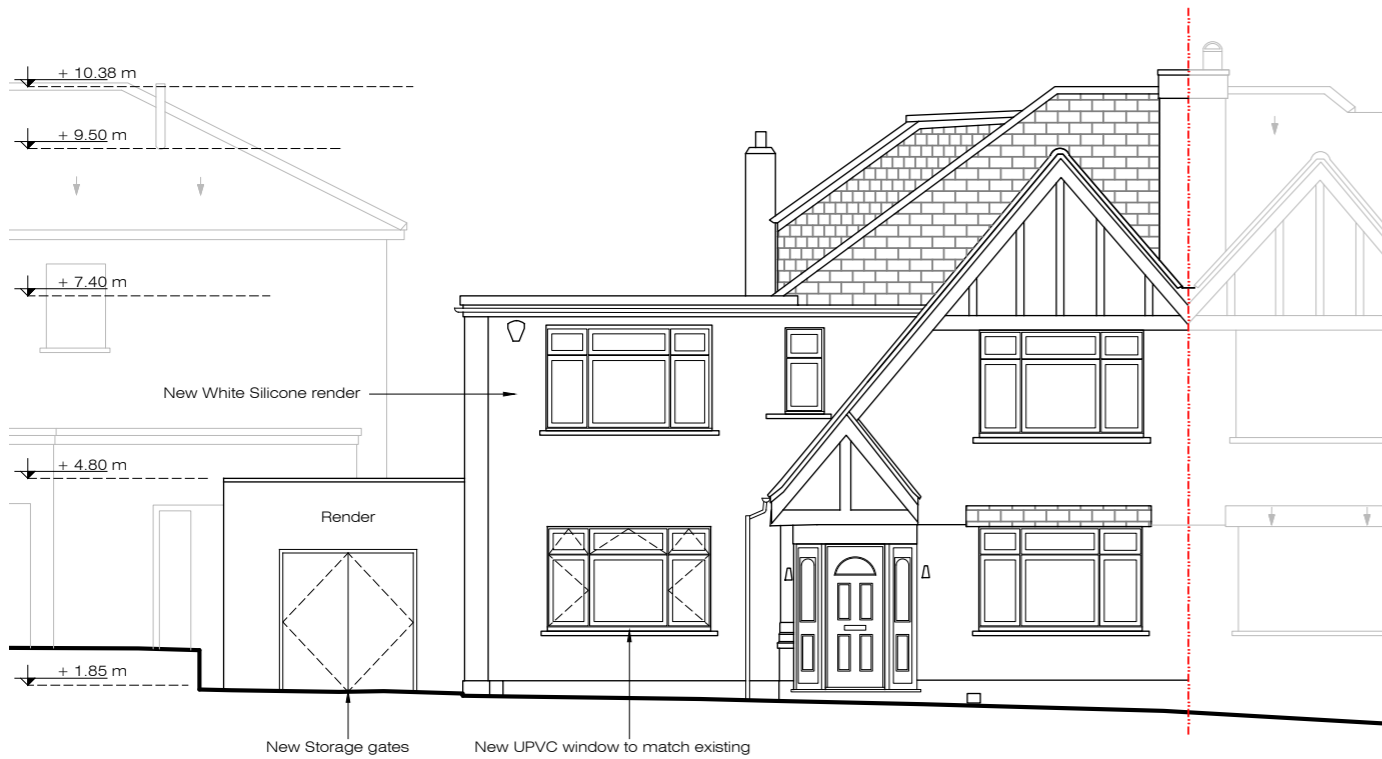 + 10.38 m
+ 9.50 m
+ 7.40 m
New White Silicone render
+ 4.80 m
Render
+ 1.85 m
New Storage gates
New UPVC window to match existing